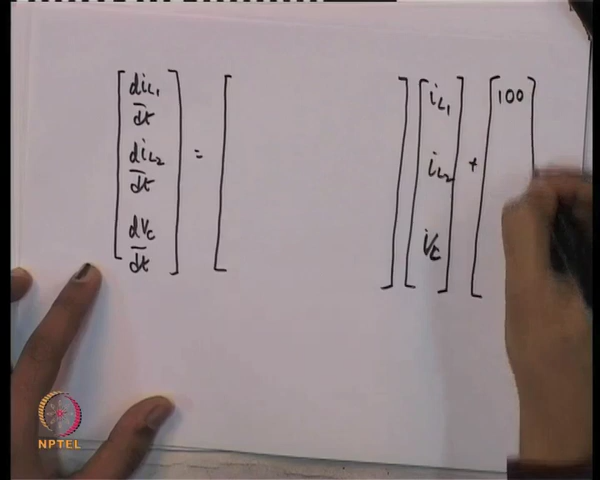 [ diL1/dt ] = [ ] [ iL1 ] + [ 100
[ diL2/dt ] [ iL2 ]
[ dVc/dt ] [ Vc ]
NPTEL